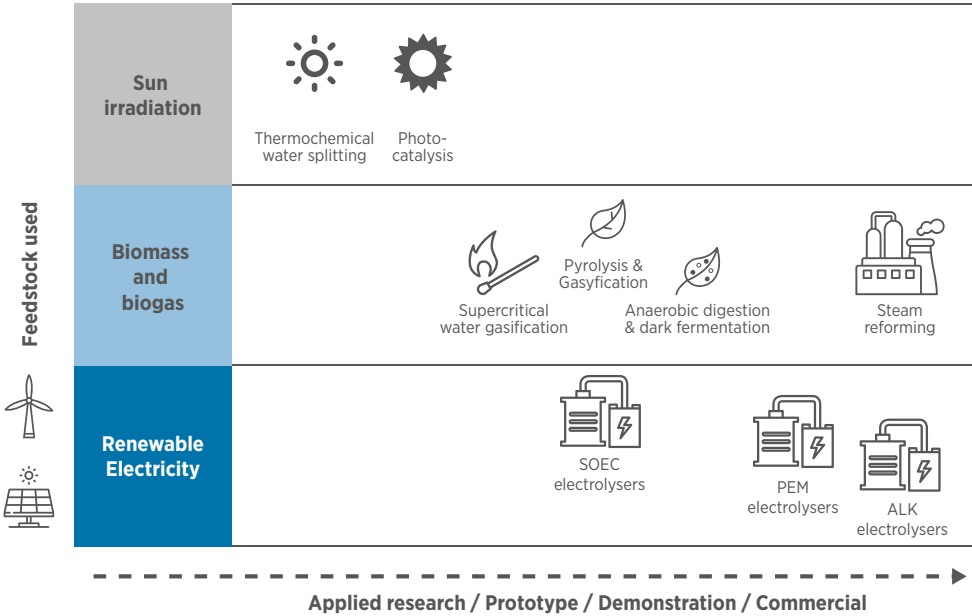 Feedstock used
Sun
irradiation
Thermochemical
water splitting
Photo-
catalysis
Biomass
and
biogas
Supercritical
water gasification
Pyrolysis &
Gasyfication
Anaerobic digestion
& dark fermentation
Steam
reforming
Renewable
Electricity
SOEC
electrolysers
PEM
electrolysers
ALK
electrolysers
Applied research / Prototype / Demonstration / Commercial